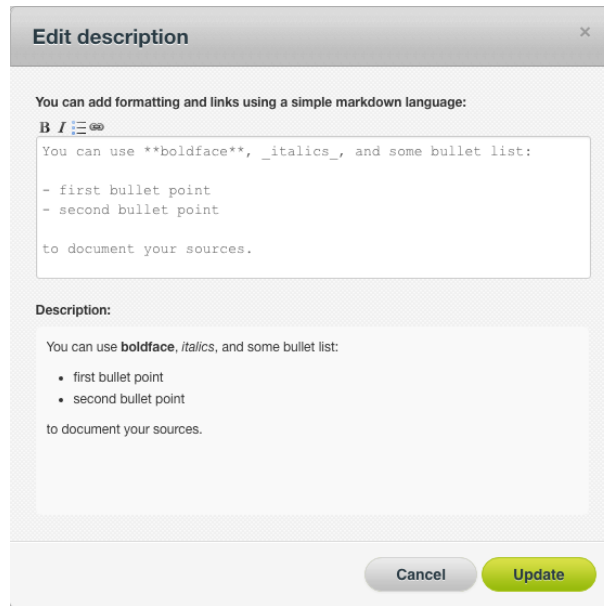 Edit description
×
You can add formatting and links using a simple markdown language:
B I
You can use **boldface**, _italics_, and some bullet list:
- first bullet point
- second bullet point
to document your sources.
Description:
You can use boldface, italics, and some bullet list:
• first bullet point
• second bullet point
to document your sources.
Cancel Update